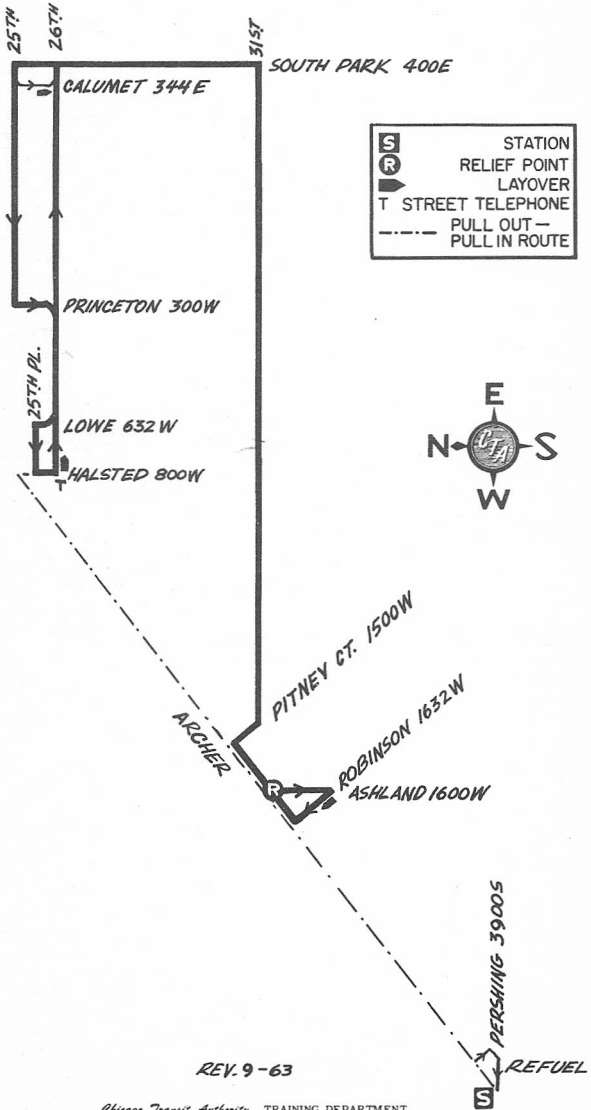 25TH
26TH
31ST
SOUTH PARK 400E
CALUMET 344E
S STATION
R RELIEF POINT
LAYOVER
T STREET TELEPHONE
PULL OUT —
PULL IN ROUTE
PRINCETON 300W
25TH PL.
LOWE 632W
HALSTED 800W
T
E
N CTA S
W
PITNEY CT. 1500W
ARCHER
ROBINSON 1632W
R
ASHLAND 1600W
PERSHING 3900S
REFUEL
S
REV. 9-63
Chicago Transit Authority TRAINING DEPARTMENT